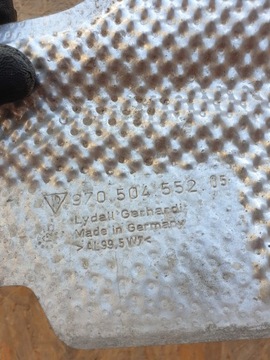 970.504.552.05
Lydall Gerhardi
Made in Germany
>AL99,5W7<